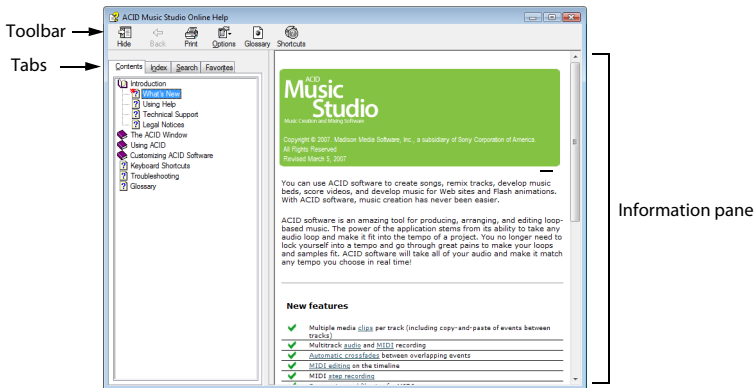 ACID Music Studio Online Help
Toolbar
Hide Back Print Options Glossary Shortcuts
Tabs
Contents Index Search Favorites
Introduction
What's New
Using Help
Technical Support
Legal Notices
The ACID Window
Using ACID
Customizing ACID Software
Keyboard Shortcuts
Troubleshooting
Glossary
ACID
Music
Studio
Music Creation and Mixing Software
Copyright © 2007. Madison Media Software, Inc., a subsidiary of Sony Corporation of America.
All Rights Reserved
Revised March 5, 2007
You can use ACID software to create songs, remix tracks, develop music
beds, score videos, and develop music for Web sites and Flash animations.
With ACID software, music creation has never been easier.
ACID software is an amazing tool for producing, arranging, and editing loop-
based music. The power of the application stems from its ability to take any
audio loop and make it fit into the tempo of a project. You no longer need to
lock yourself into a tempo and go through great pains to make your loops
and samples fit. ACID software will take all of your audio and make it match
any tempo you choose in real time!
New features
Multiple media clips per track (including copy-and-paste of events between
tracks)
Multitrack audio and MIDI recording
Automatic crossfades between overlapping events
MIDI editing on the timeline
MIDI step recording
Information pane